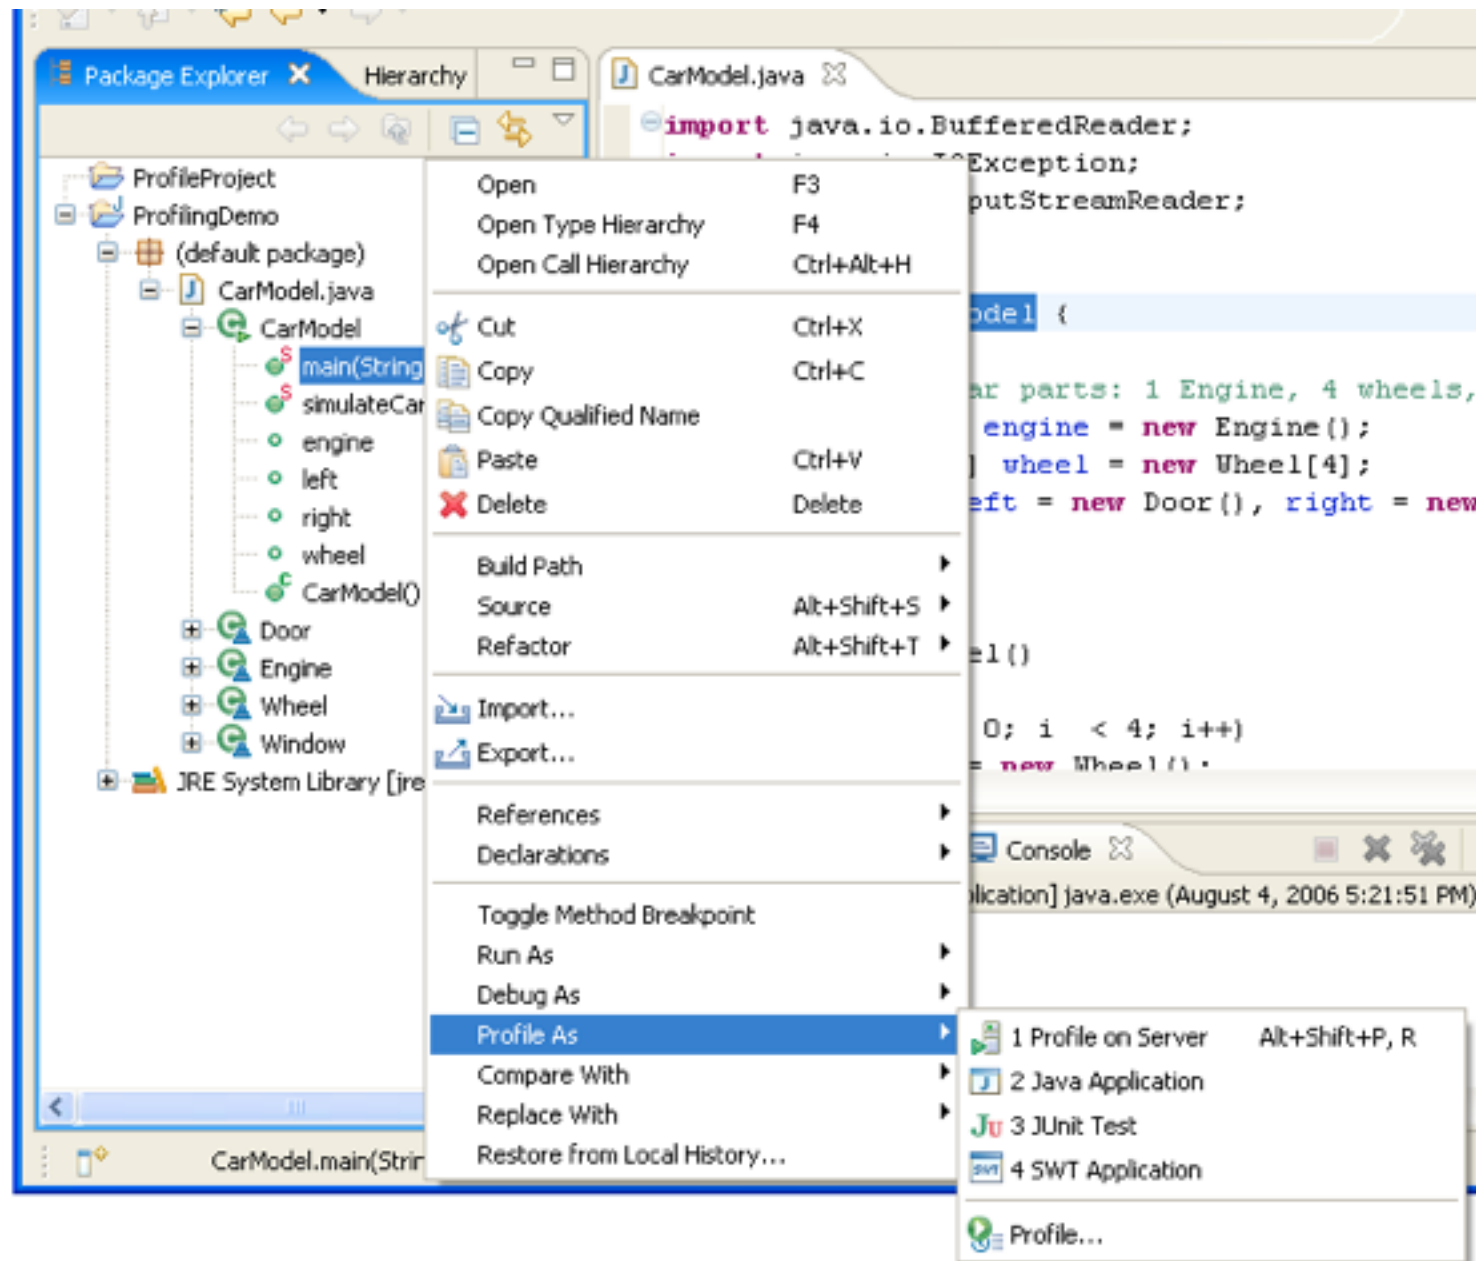 Package Explorer
Hierarchy
CarModel.java
import java.io.BufferedReader;
IOException;
putStreamReader;
ProfileProject
ProfilingDemo
(default package)
CarModel.java
CarModel
main(String
simulateCar
engine
left
right
wheel
CarModel()
Door
Engine
Wheel
Window
JRE System Library [jre
Open F3
Open Type Hierarchy F4
Open Call Hierarchy Ctrl+Alt+H
Cut Ctrl+X
Copy Ctrl+C
Copy Qualified Name
Paste Ctrl+V
Delete Delete
Build Path
Source Alt+Shift+S
Refactor Alt+Shift+T
Import...
Export...
References
Declarations
Toggle Method Breakpoint
Run As
Debug As
Profile As
Compare With
Replace With
Restore from Local History...
odel {
ar parts: 1 Engine, 4 wheels,
engine = new Engine();
] wheel = new Wheel[4];
eft = new Door(), right = new
el()
0; i < 4; i++)
= new Wheel();
Console
lication] java.exe (August 4, 2006 5:21:51 PM)
1 Profile on Server Alt+Shift+P, R
2 Java Application
JU 3 JUnit Test
SWT 4 SWT Application
Profile...
CarModel.main(Strin